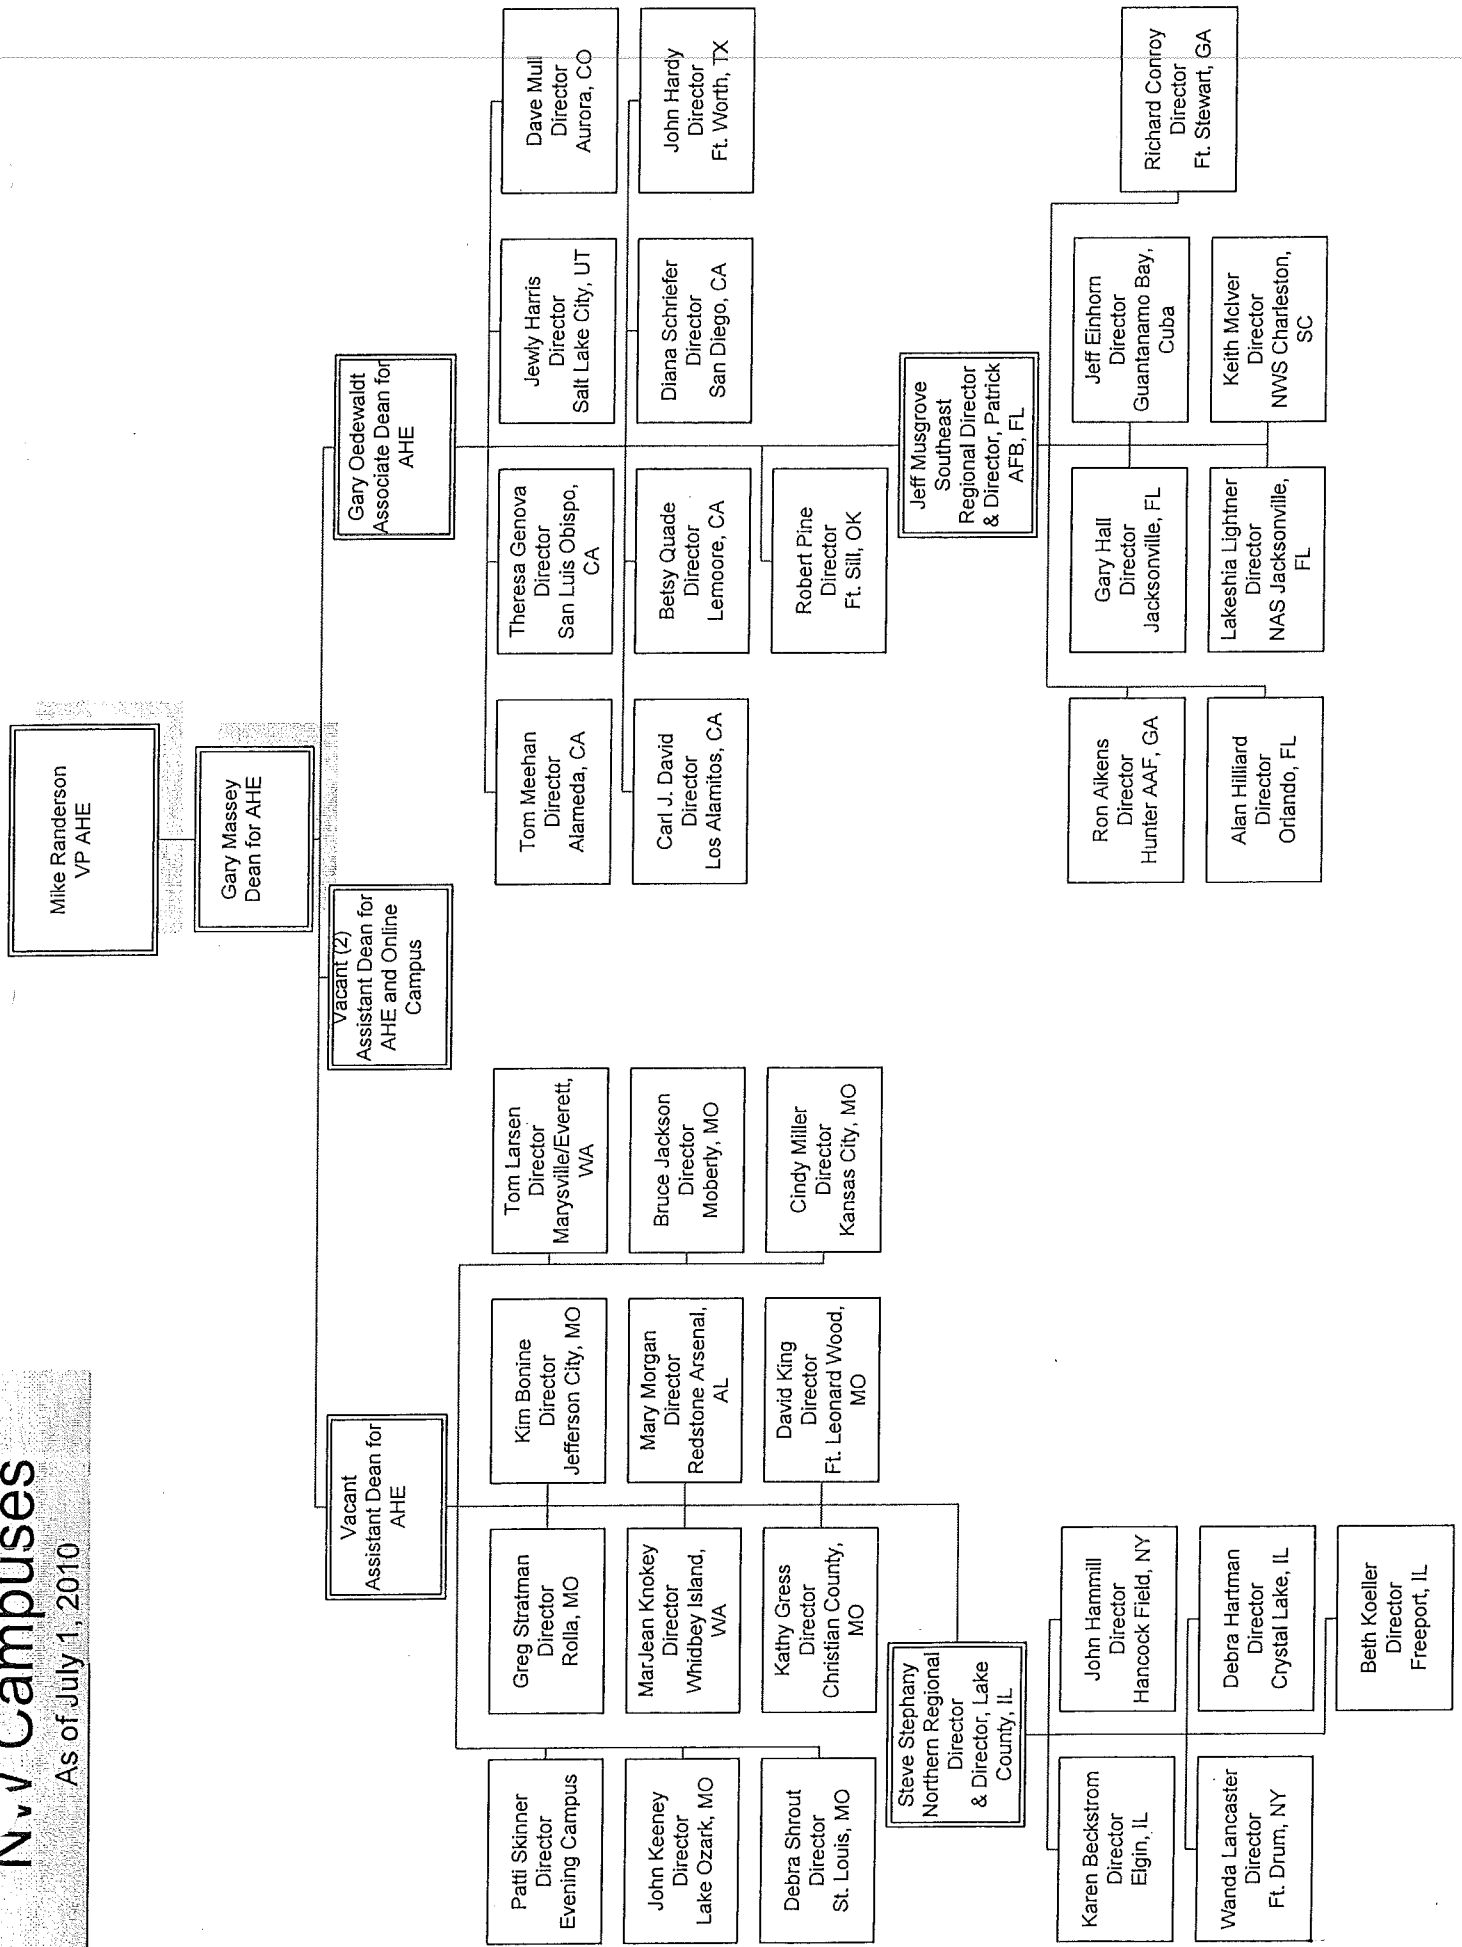 Campuses
As of July 1, 2010
Mike Randerson
VP AHE
Gary Massey
Dean for AHE
Vacant
Assistant Dean for
AHE
Vacant (2)
Assistant Dean for
AHE and Online
Campus
Gary Oedewaldt
Associate Dean for
AHE
Patti Skinner
Director
Evening Campus
Greg Stratman
Director
Rolla, MO
Kim Bonine
Director
Jefferson City, MO
Tom Larsen
Director
Marysville/Everett,
WA
Tom Meehan
Director
Alameda, CA
Theresa Genova
Director
San Luis Obispo,
CA
Jewly Harris
Director
Salt Lake City, UT
Dave Mull
Director
Aurora, CO
John Keeney
Director
Lake Ozark, MO
MarJean Knokey
Director
Whidbey Island,
WA
Mary Morgan
Director
Redstone Arsenal,
AL
Bruce Jackson
Director
Moberly, MO
Carl J. David
Director
Los Alamitos, CA
Betsy Quade
Director
Lemoore, CA
Diana Schriefer
Director
San Diego, CA
John Hardy
Director
Ft. Worth, TX
Debra Shrout
Director
St. Louis, MO
Kathy Gress
Director
Christian County,
MO
David King
Director
Ft. Leonard Wood,
MO
Cindy Miller
Director
Kansas City, MO
Robert Pine
Director
Ft. Sill, OK
Steve Stephany
Northern Regional
Director
& Director, Lake
County, IL
Jeff Musgrove
Southeast
Regional Director
& Director, Patrick
AFB, FL
Karen Beckstrom
Director
Elgin, IL
John Hammill
Director
Hancock Field, NY
Ron Aikens
Director
Hunter AAF, GA
Gary Hall
Director
Jacksonville, FL
Jeff Einhorn
Director
Guantanamo Bay,
Cuba
Richard Conroy
Director
Ft. Stewart, GA
Wanda Lancaster
Director
Ft. Drum, NY
Debra Hartman
Director
Crystal Lake, IL
Alan Hilliard
Director
Orlando, FL
Lakeshia Lightner
Director
NAS Jacksonville,
FL
Keith McIver
Director
NWS Charleston,
SC
Beth Koeller
Director
Freeport, IL